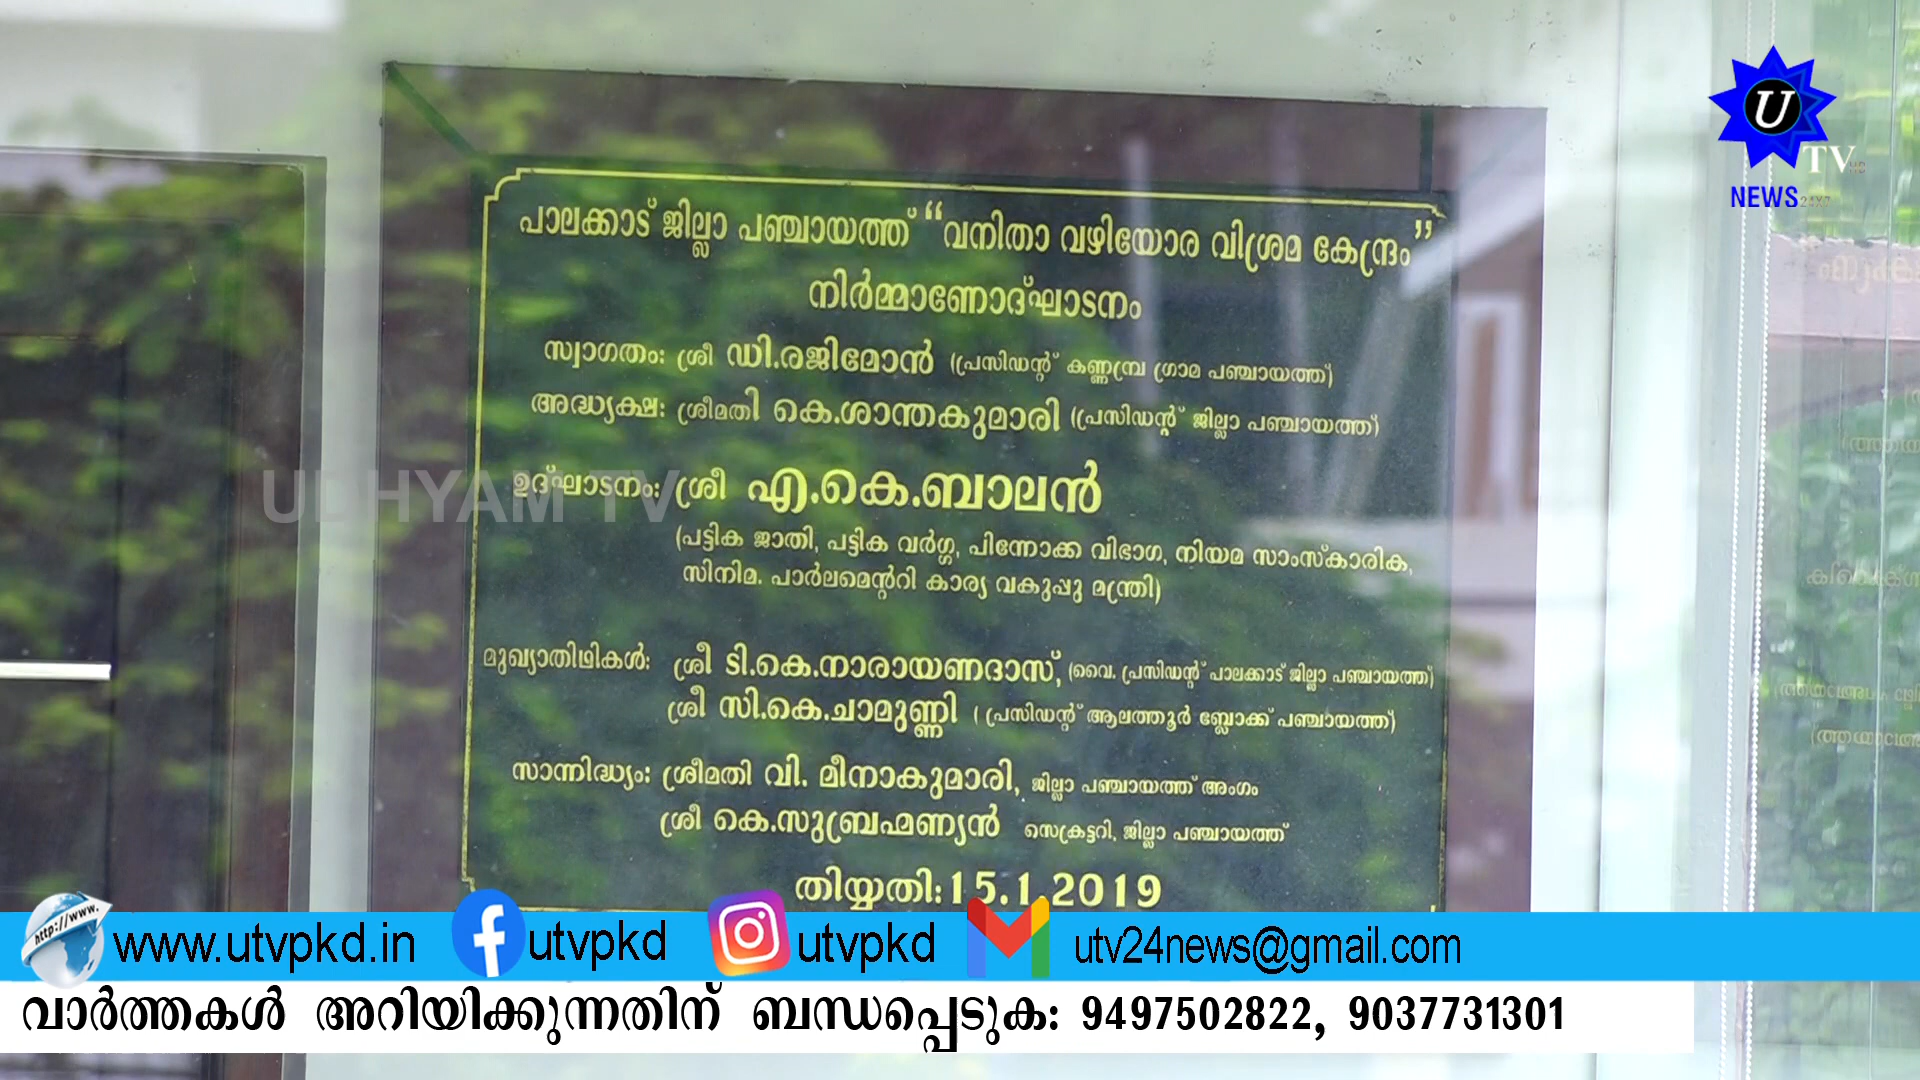 U
TV HD
NEWS 24X7
പാലക്കാട് ജില്ലാ പഞ്ചായത്ത് “വനിതാ വഴിയോര വിശ്രമ കേന്ദ്രം”
നിർമ്മാണോദ്ഘാടനം
സ്വാഗതം: ശ്രീ ഡി.രജിമോൻ (പ്രസിഡന്റ് കണ്ണമ്പ്ര ഗ്രാമ പഞ്ചായത്ത്)
അദ്ധ്യക്ഷ: ശ്രീമതി കെ.ശാന്തകുമാരി (പ്രസിഡന്റ് ജില്ലാ പഞ്ചായത്ത്)
UDHYAM TV
ഉദ്ഘാടനം: ശ്രീ എ.കെ.ബാലൻ
(പട്ടിക ജാതി, പട്ടിക വർഗ്ഗ, പിന്നോക്ക വിഭാഗ, നിയമ സാംസ്കാരിക,
സിനിമ. പാർലമെന്ററി കാര്യ വകുപ്പു മന്ത്രി)
മുഖ്യാതിഥികൾ: ശ്രീ ടി.കെ.നാരായണദാസ്, (വൈ. പ്രസിഡന്റ് പാലക്കാട് ജില്ലാ പഞ്ചായത്ത്)
ശ്രീ സി.കെ.ചാമുണ്ണി ( പ്രസിഡന്റ് ആലത്തൂർ ബ്ലോക്ക് പഞ്ചായത്ത്)
സാന്നിദ്ധ്യം: ശ്രീമതി വി. മീനാകുമാരി, ജില്ലാ പഞ്ചായത്ത് അംഗം
ശ്രീ കെ.സുബ്രഹ്മണ്യൻ സെക്രട്ടറി, ജില്ലാ പഞ്ചായത്ത്
തിയ്യതി: 15.1.2019
http://www. www.utvpkd.in utvpkd utvpkd utv24news@gmail.com
വാർത്തകൾ അറിയിക്കുന്നതിന് ബന്ധപ്പെടുക: 9497502822, 9037731301